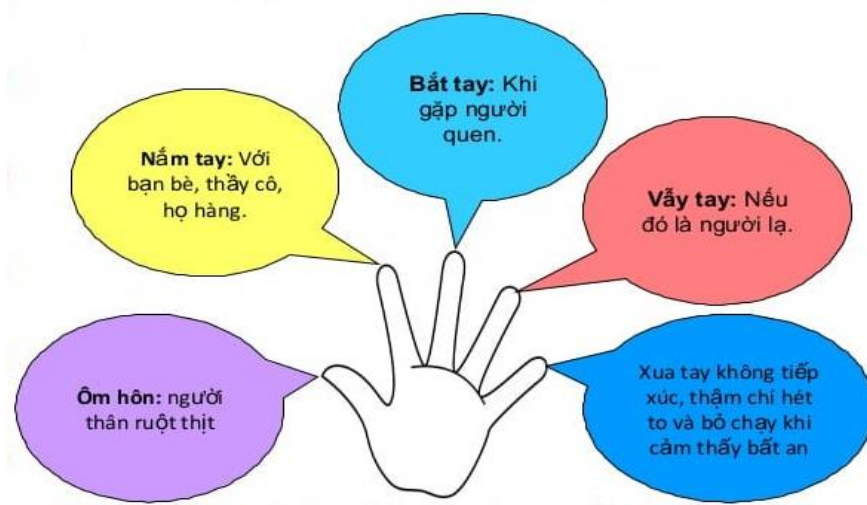 Bắt tay: Khi
gặp người
quen.
Nắm tay: Với
bạn bè, thầy cô,
họ hàng.
Vẫy tay: Nếu
đó là người lạ.
Ôm hôn: người
thân ruột thịt
Xua tay không tiếp
xúc, thậm chí hét
to và bỏ chạy khi
cảm thấy bất an